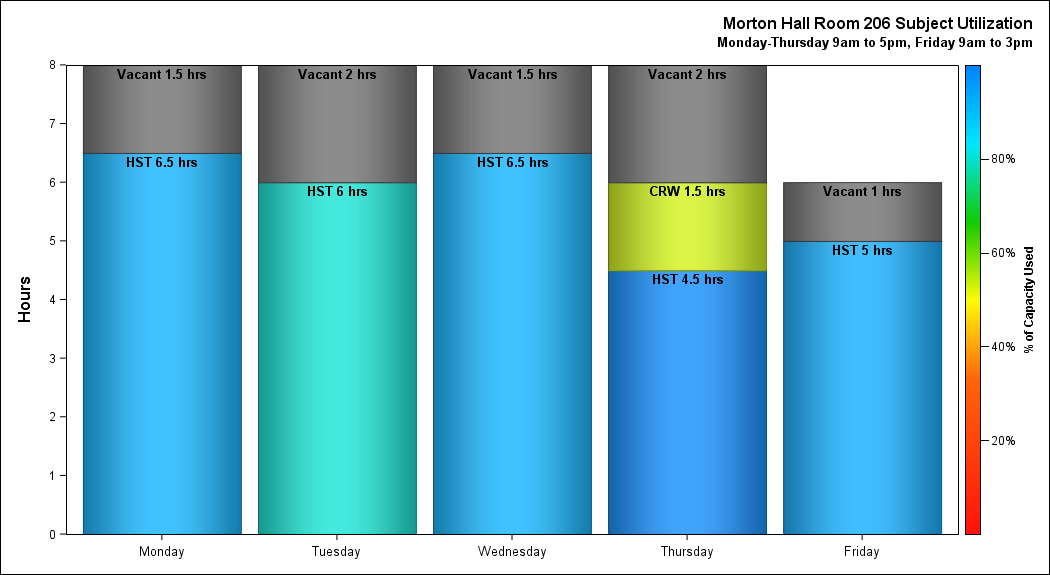 Morton Hall Room 206 Subject Utilization
Monday-Thursday 9am to 5pm, Friday 9am to 3pm
Hours
8
7
6
5
4
3
2
1
0
Vacant 1.5 hrs
HST 6.5 hrs
Vacant 2 hrs
HST 6 hrs
Vacant 1.5 hrs
HST 6.5 hrs
Vacant 2 hrs
CRW 1.5 hrs
HST 4.5 hrs
Vacant 1 hrs
HST 5 hrs
Monday
Tuesday
Wednesday
Thursday
Friday
80%
60%
40%
20%
% of Capacity Used